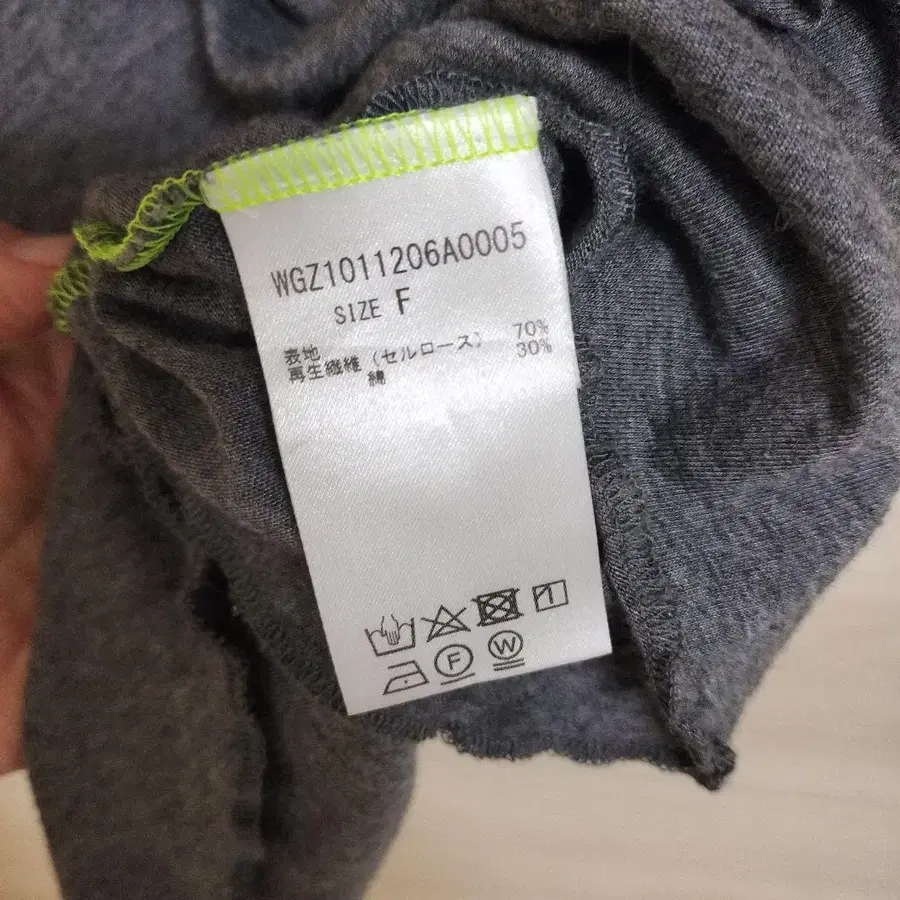 WGZ1011206A0005
SIZE F
表地
再生繊維（セルロース） 70%
綿 30%
F W